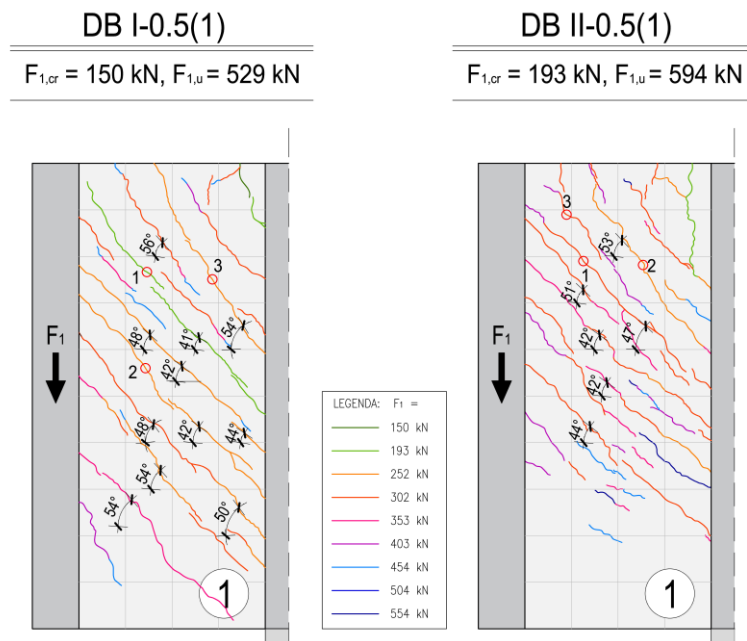 DB I-0.5(1)
F1,cr = 150 kN, F1,u = 529 kN
56°
1
3
48°
41°
54°
F1
42°
2
48°
42°
44°
54°
54°
50°
1
LEGENDA: F1 =
150 kN
193 kN
252 kN
302 kN
353 kN
403 kN
454 kN
504 kN
554 kN
DB II-0.5(1)
F1,cr = 193 kN, F1,u = 594 kN
3
53°
1
2
51°
F1
42°
47°
42°
44°
1